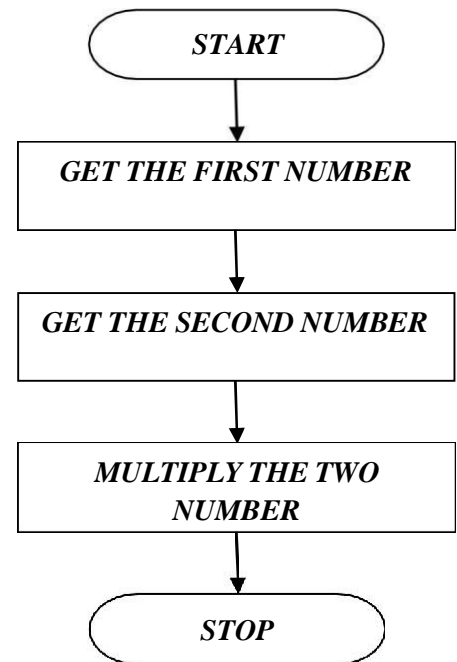 START
GET THE FIRST NUMBER
GET THE SECOND NUMBER
MULTIPLY THE TWO
NUMBER
STOP